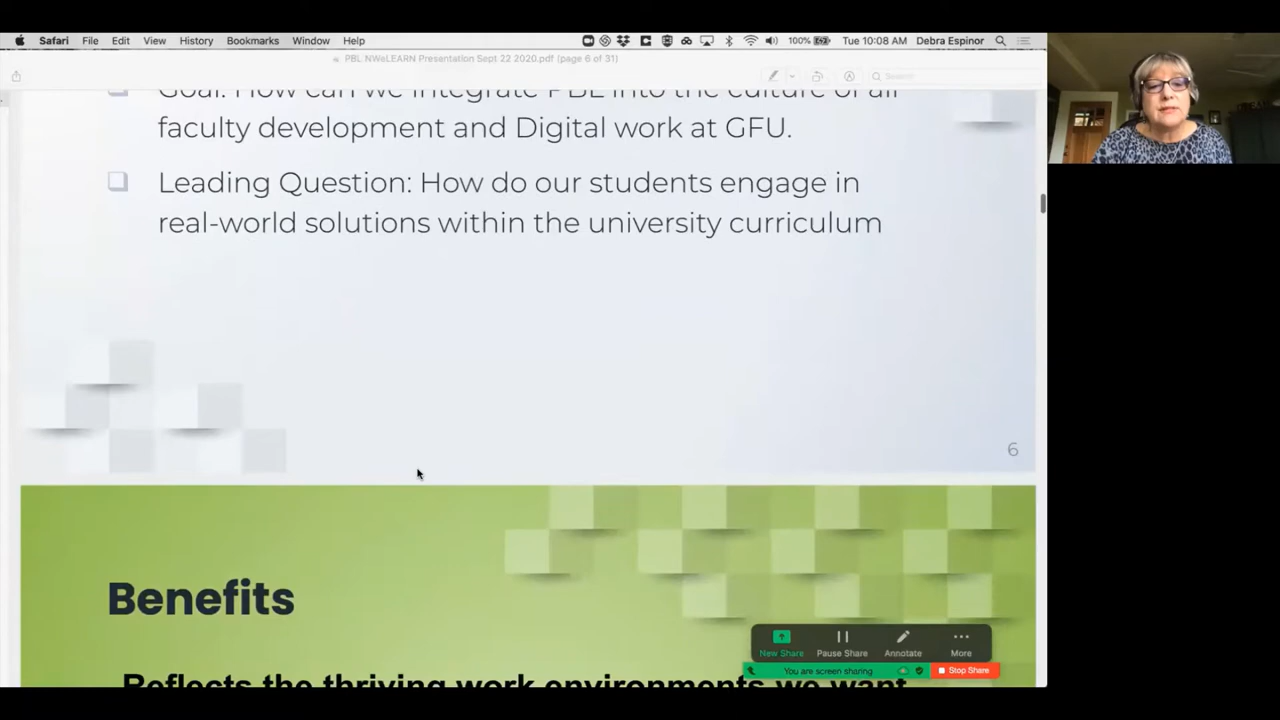 Safari File Edit View History Bookmarks Window Help 100% Tue 10:08 AM Debra Espinor
PBL NWeLEARN Presentation Sept 22 2020.pdf (page 6 of 31)
Search
Goal: How can we integrate PBL into the culture of all
faculty development and Digital work at GFU.
Leading Question: How do our students engage in
real-world solutions within the university curriculum
6
Benefits
Reflects the thriving work environments we want
New Share Pause Share Annotate More
You are screen sharing Stop Share